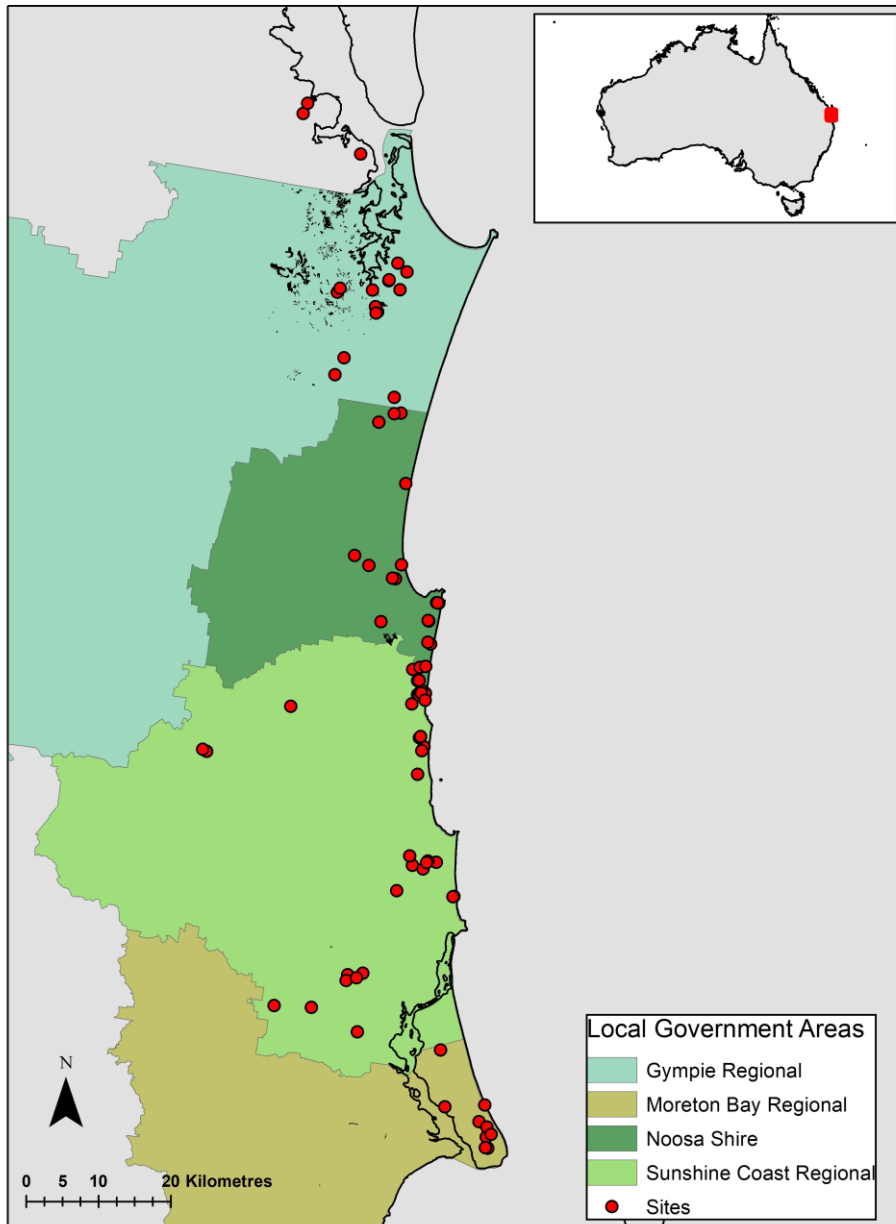 Local Government Areas
Gympie Regional
Moreton Bay Regional
Noosa Shire
Sunshine Coast Regional
Sites
N
0 5 10 20 Kilometres